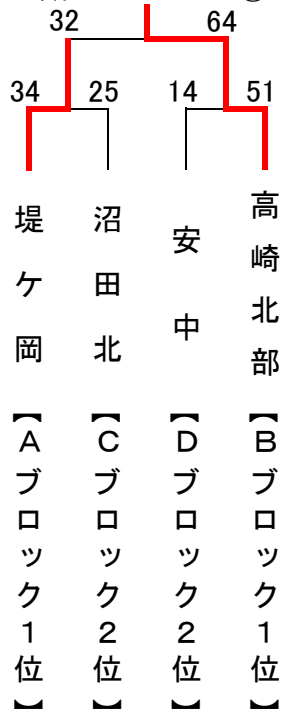 32 64
34 25 14 51
堤ケ岡
沼田北
安中
高崎北部
【Aブロック1位】
【Cブロック2位】
【Dブロック2位】
【Bブロック1位】